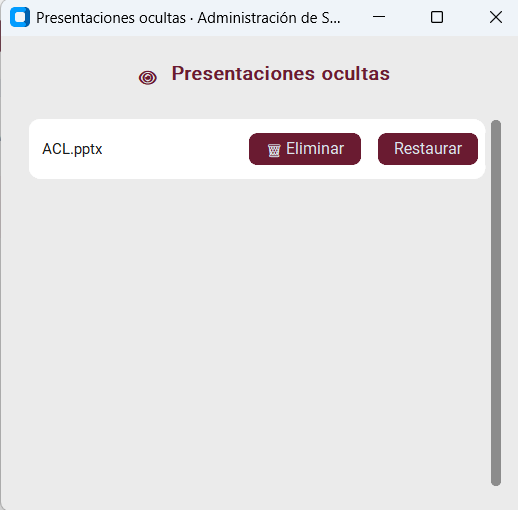 Presentaciones ocultas · Administración de S...
Presentaciones ocultas
ACL.pptx
Eliminar
Restaurar